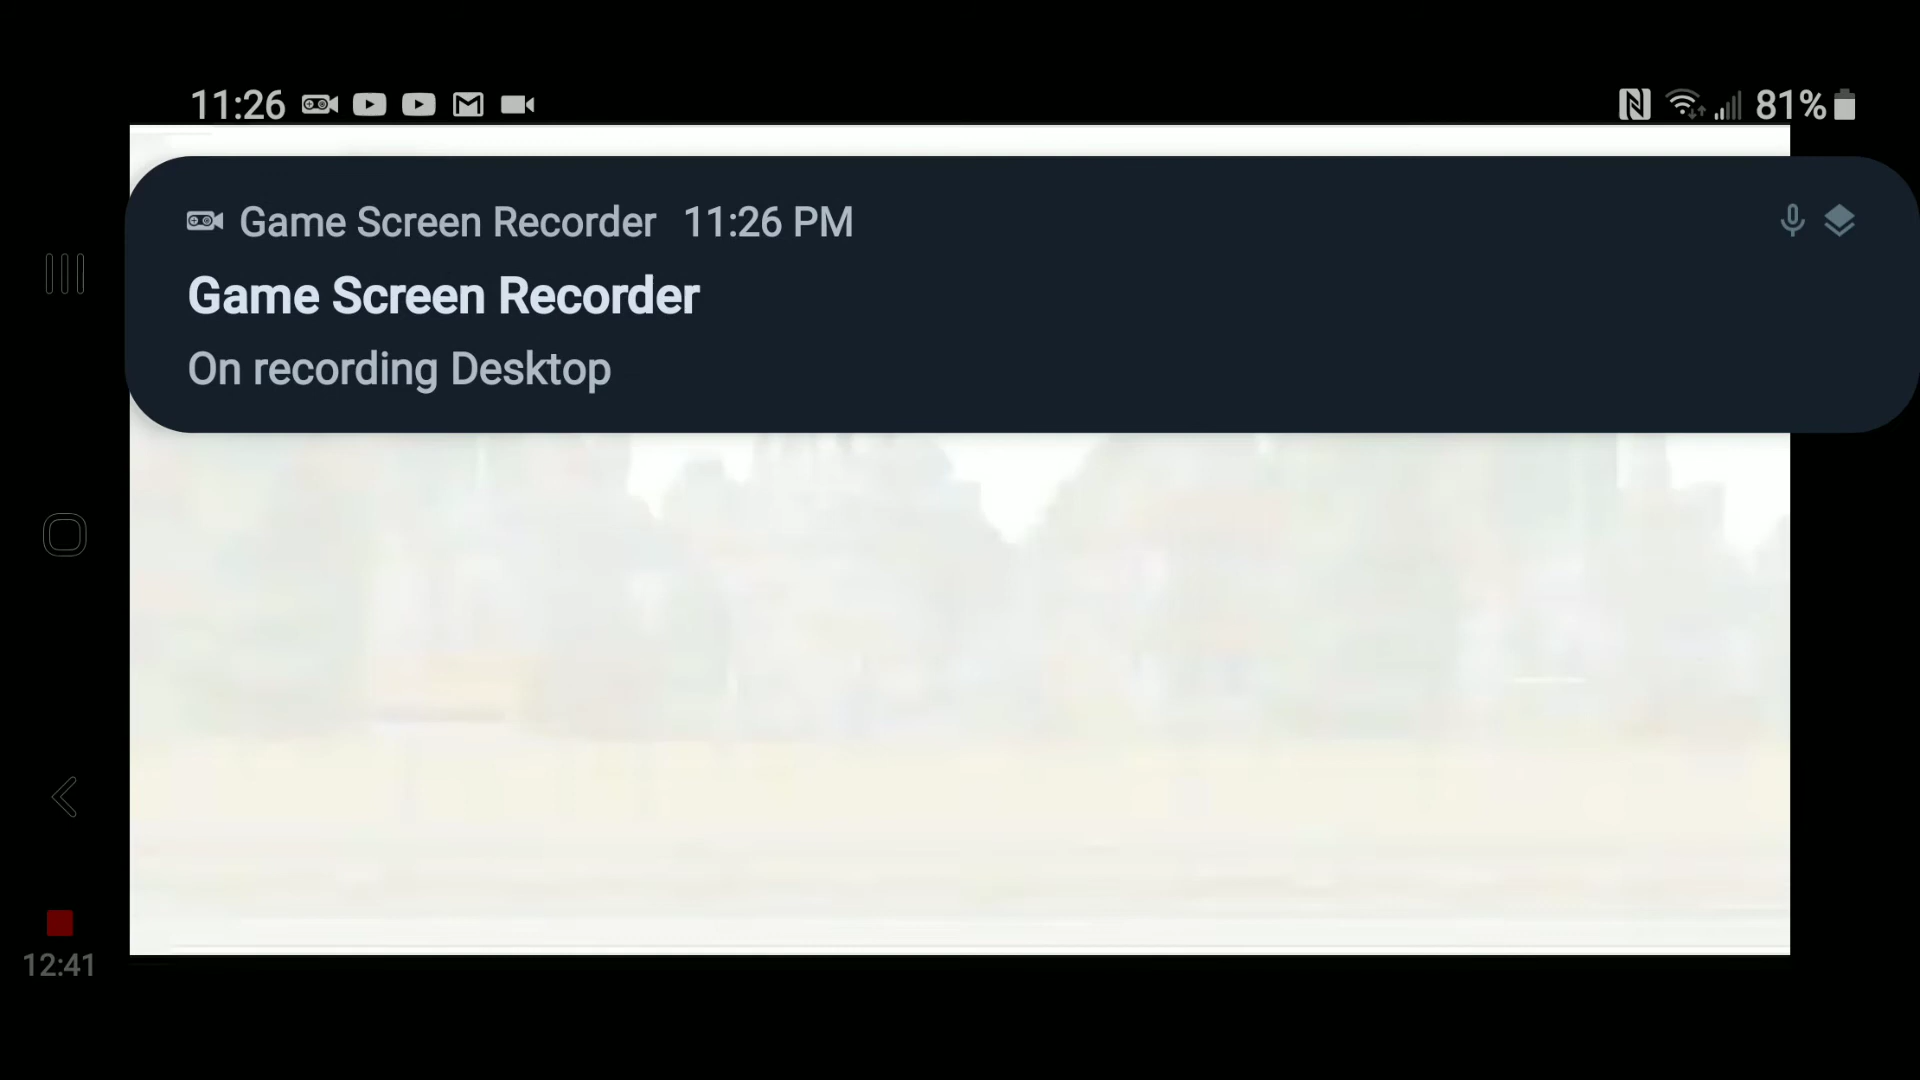 11:26 81%
Game Screen Recorder 11:26 PM
Game Screen Recorder
On recording Desktop
12:41